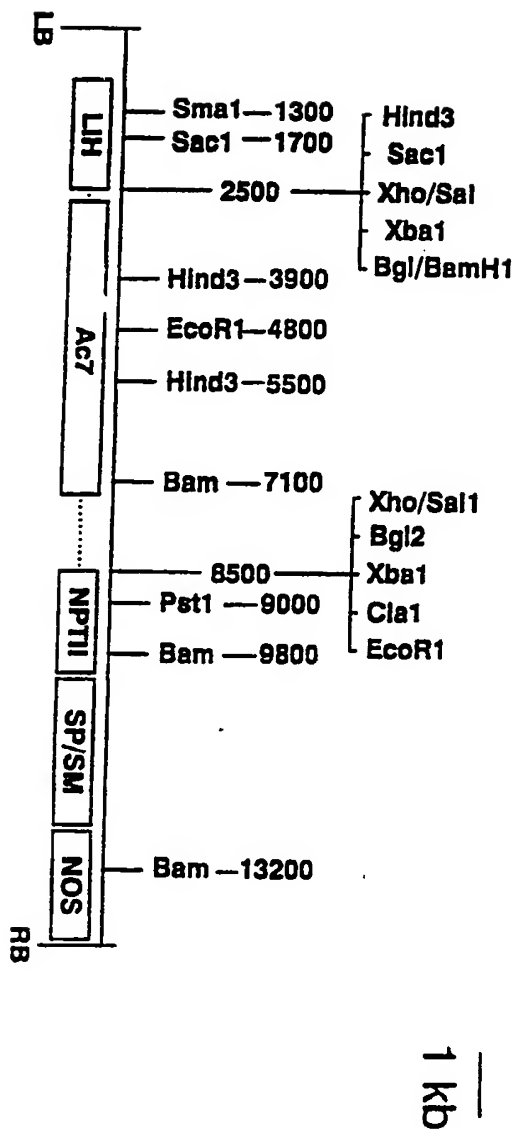 LB
LIH
Sma1—1300
Sac1—1700
2500
Hind3
Sac1
Xho/Sal
Xba1
Bgl/BamH1
Ac7
Hind3—3900
EcoR1—4800
Hind3—5500
Bam—7100
8500
Xho/Sal1
Bgl2
Xba1
Cla1
EcoR1
NPTII
Pst1—9000
Bam—9800
SP/SM
NOS
Bam—13200
RB
1 kb